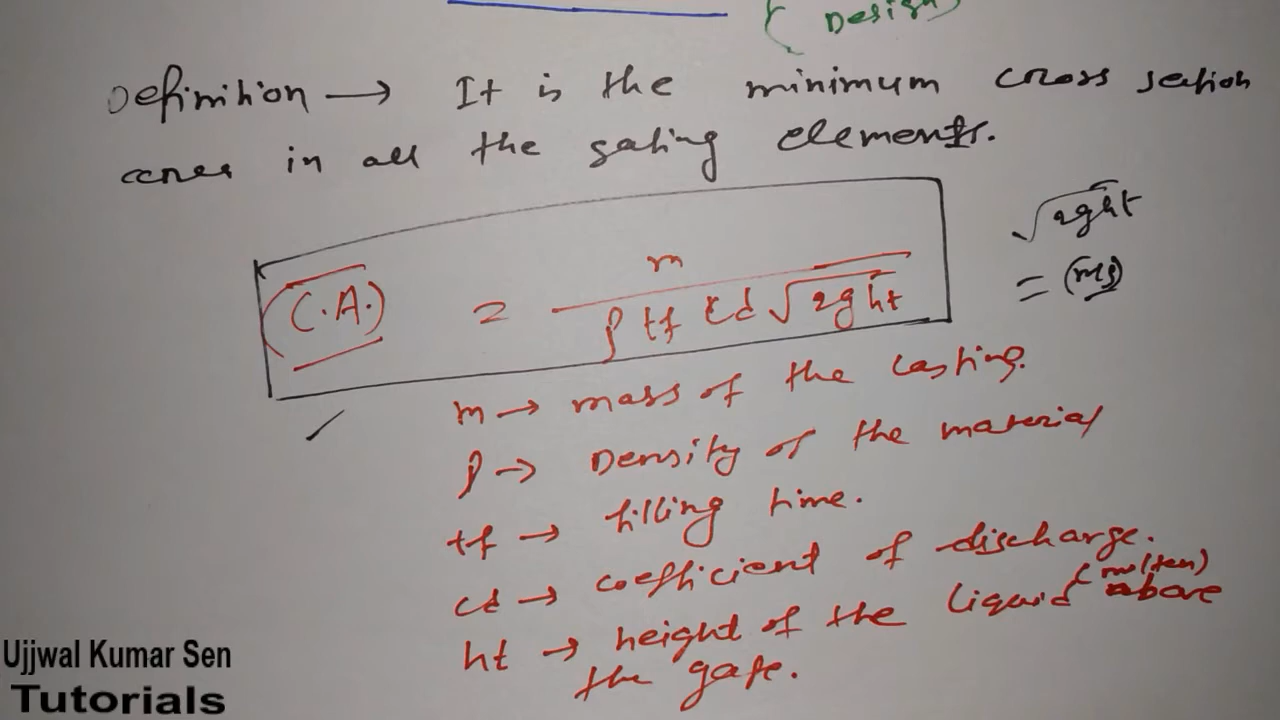 ( Design )
Definition → It is the minimum cross section
area in all the gating elements.
(C.A.) = m / ρ tf cd √2ght
√2ght
= (m/s)
m → mass of the casting.
ρ → Density of the material
tf → filling time.
cd → coefficient of discharge.
ht → height of the liquid (molten) above
the gate.
Ujjwal Kumar Sen
Tutorials